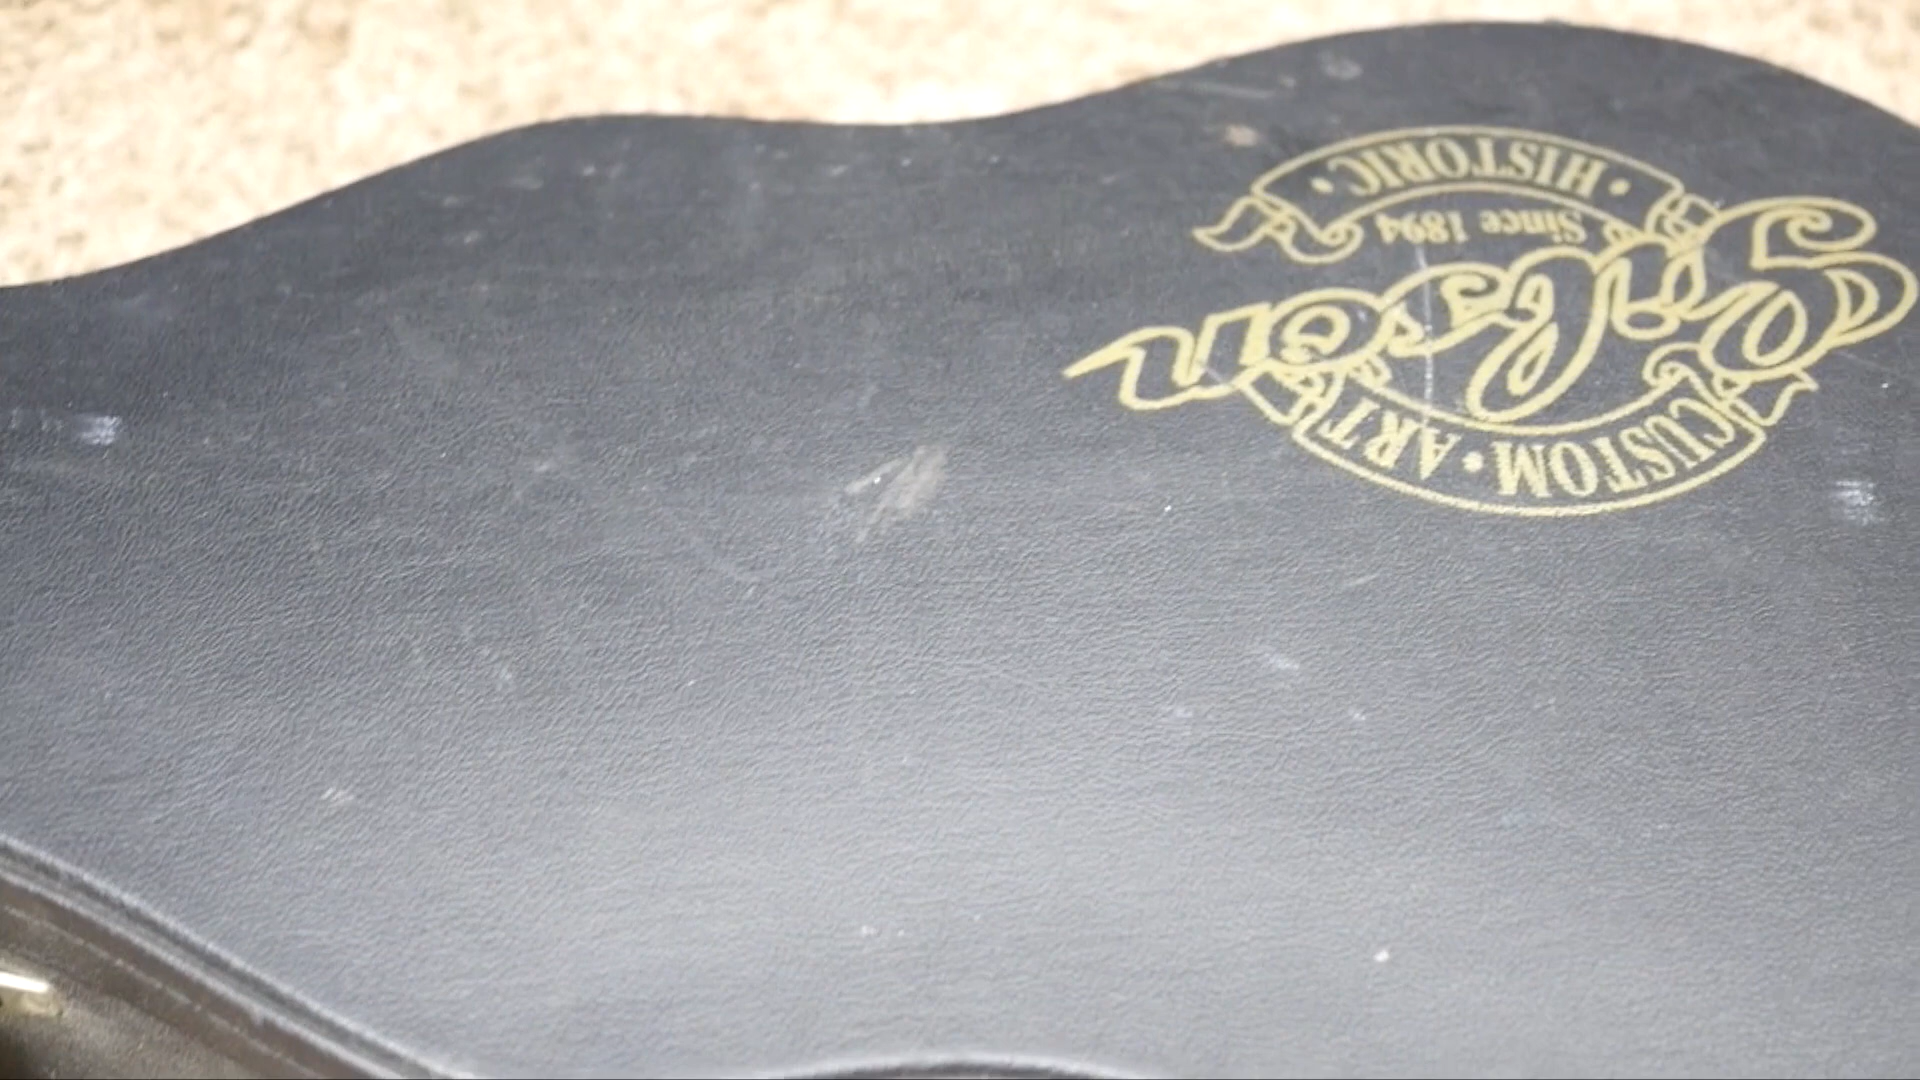 CUSTOM • ART
Gibson
Since 1894
• HISTORIC •